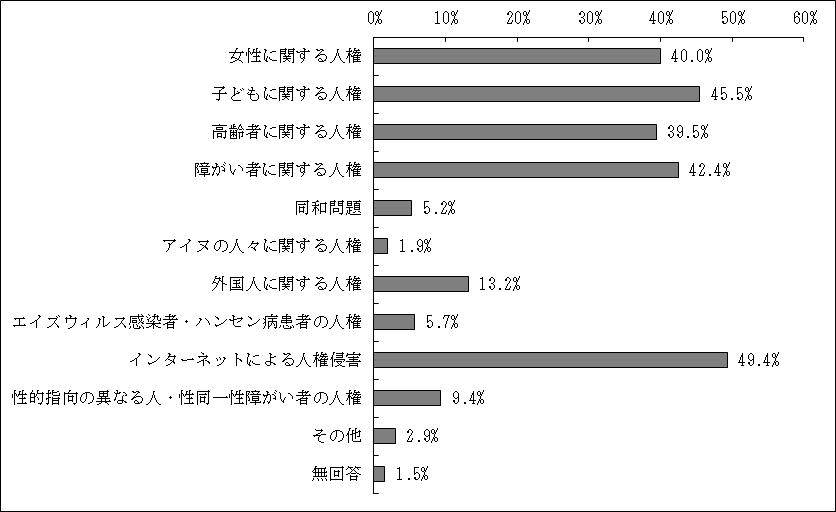 0% 10% 20% 30% 40% 50% 60%
女性に関する人権 40.0%
子どもに関する人権 45.5%
高齢者に関する人権 39.5%
障がい者に関する人権 42.4%
同和問題 5.2%
アイヌの人々に関する人権 1.9%
外国人に関する人権 13.2%
エイズウィルス感染者・ハンセン病患者の人権 5.7%
インターネットによる人権侵害 49.4%
性的指向の異なる人・性同一性障がい者の人権 9.4%
その他 2.9%
無回答 1.5%